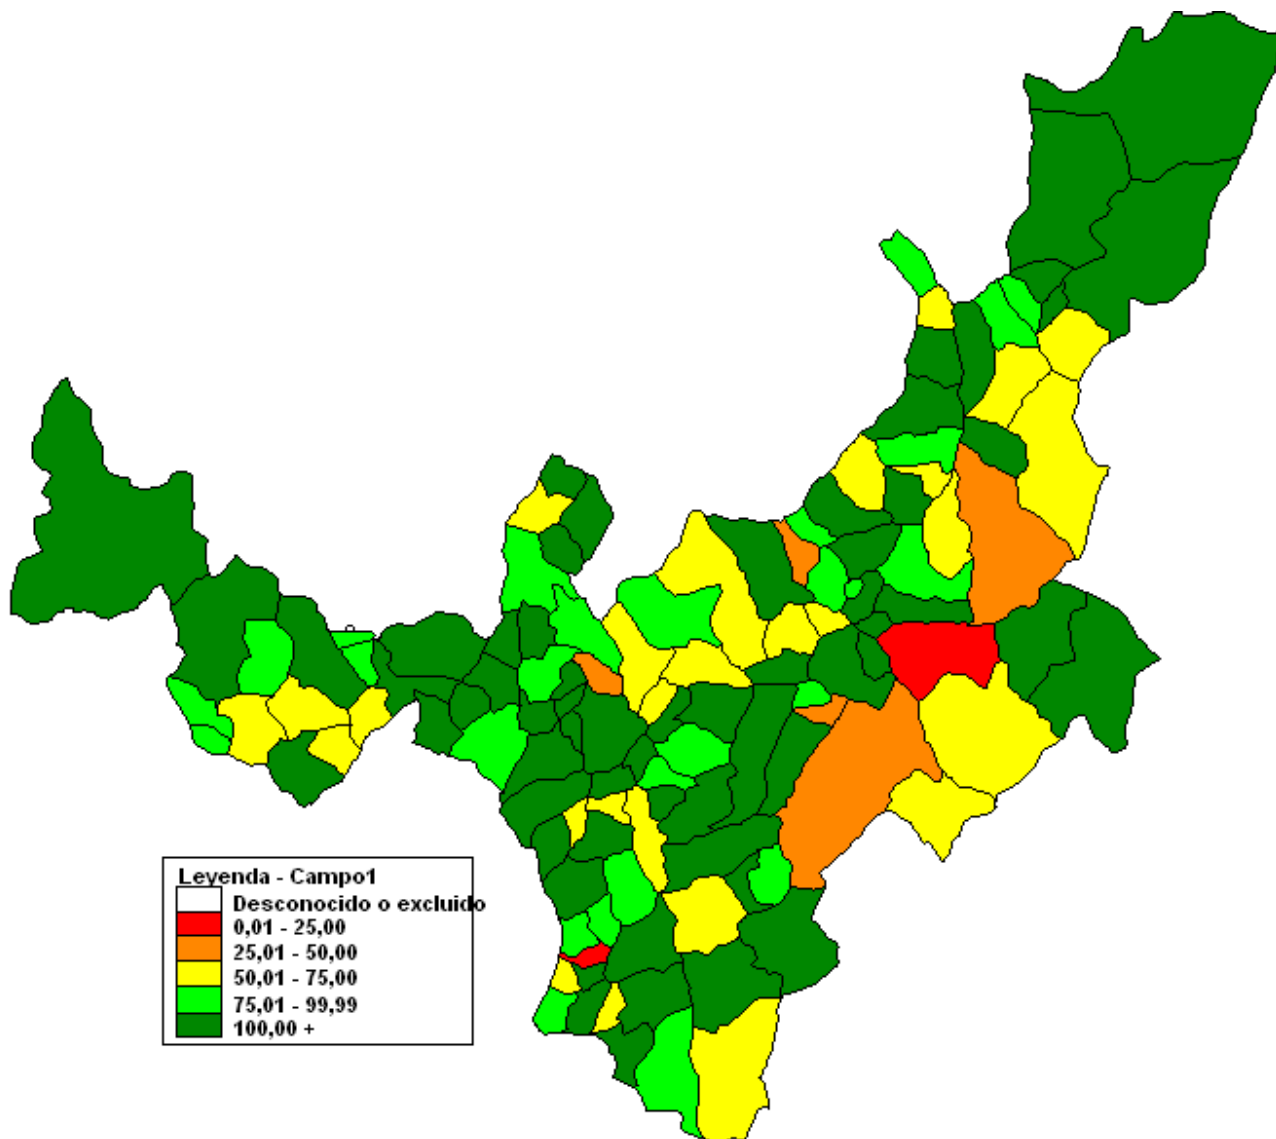 Leyenda - Campo1
Desconocido o excluido
0,01 - 25,00
25,01 - 50,00
50,01 - 75,00
75,01 - 99,99
100,00 +